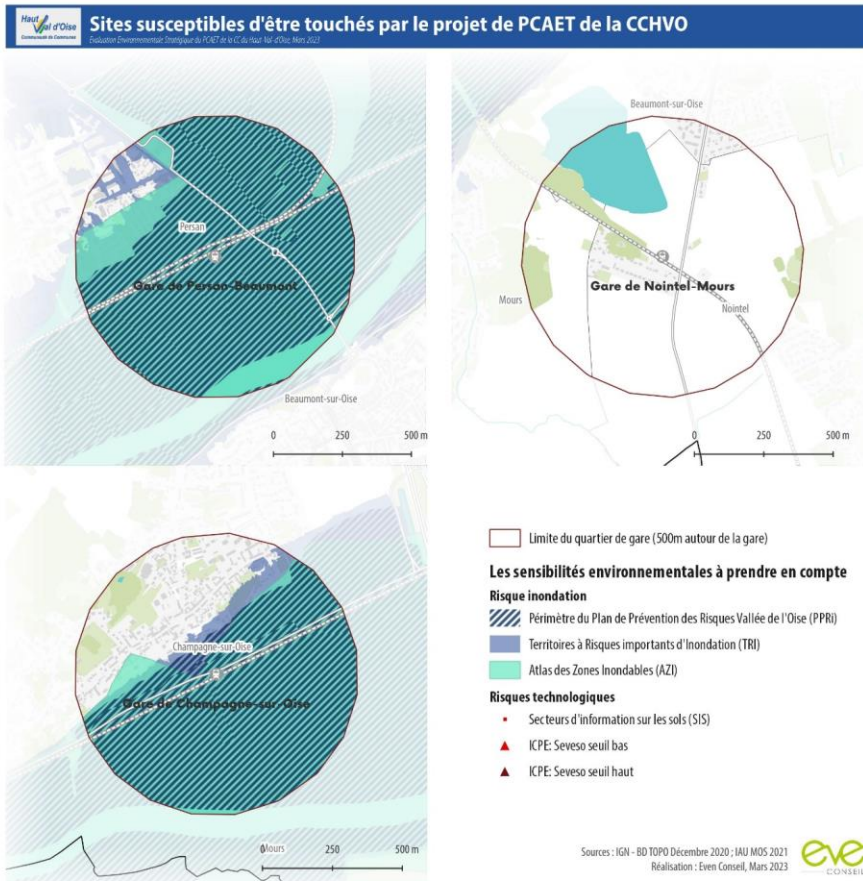 Haut Val d'Oise
Communauté de Communes
Sites susceptibles d'être touchés par le projet de PCAET de la CCHVO
Evaluation Environnementale Stratégique du PCAET de la CC du Haut-Val-d'Oise, Mars 2023
Persan
Gare de Persan-Beaumont
Beaumont-sur-Oise
0 250 500 m
Beaumont-sur-Oise
Mours
Gare de Nointel-Mours
Nointel
0 250 500 m
Champagne-sur-Oise
Gare de Champagne-sur-Oise
0 250 500 m
Mours
Limite du quartier de gare (500m autour de la gare)
Les sensibilités environnementales à prendre en compte
Risque inondation
Périmètre du Plan de Prévention des Risques Vallée de l'Oise (PPRi)
Territoires à Risques importants d'Inondation (TRI)
Atlas des Zones Inondables (AZI)
Risques technologiques
Secteurs d'information sur les sols (SIS)
ICPE: Seveso seuil bas
ICPE: Seveso seuil haut
Sources : IGN - BD TOPO Décembre 2020 ; IAU MOS 2021
Réalisation : Even Conseil, Mars 2023
eve
CONSEIL